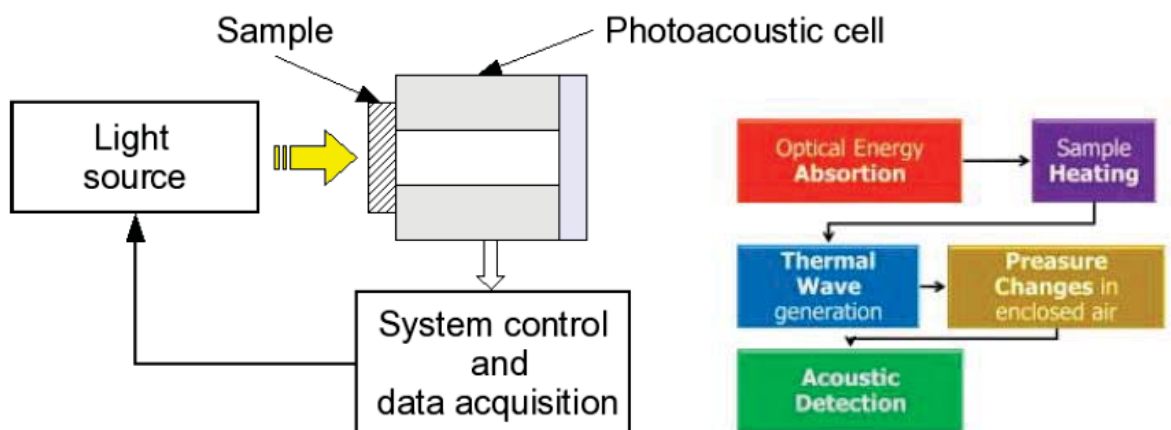 Sample
Photoacoustic cell
Light
source
System control
and
data acquisition
Optical Energy
Absortion
Sample
Heating
Thermal
Wave
generation
Preasure
Changes in
enclosed air
Acoustic
Detection